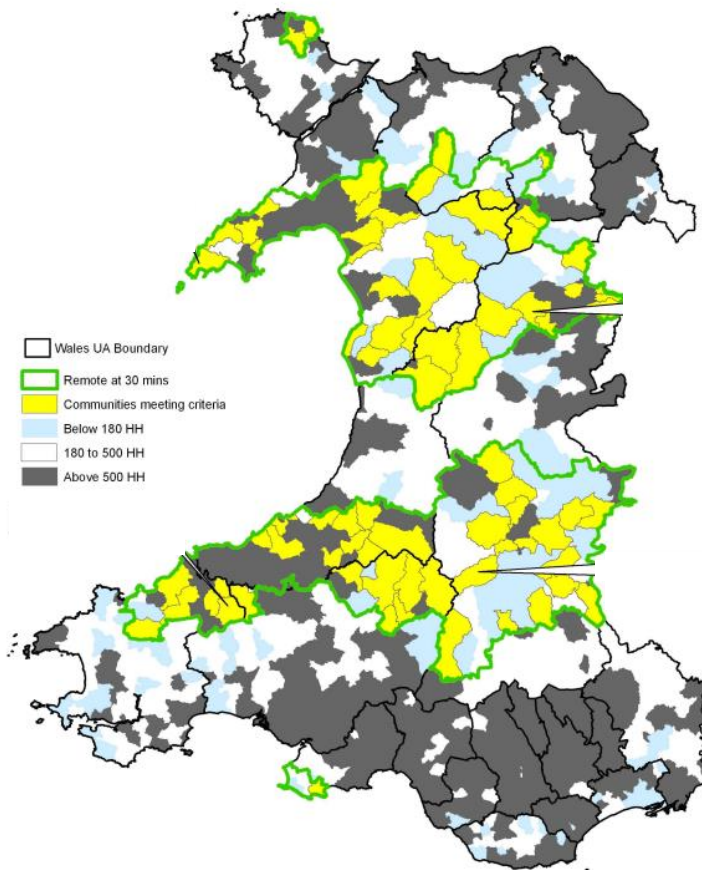 Wales UA Boundary
Remote at 30 mins
Communities meeting criteria
Below 180 HH
180 to 500 HH
Above 500 HH